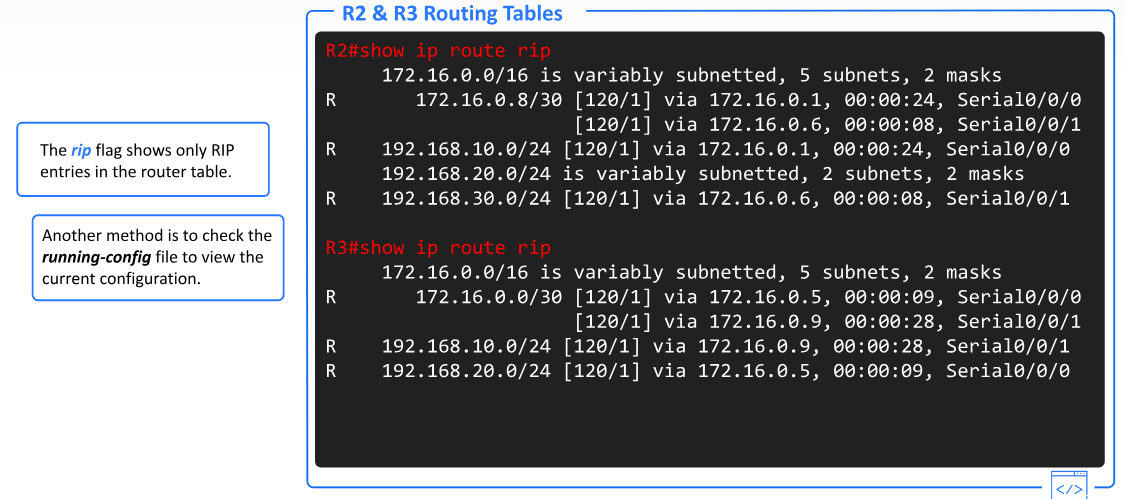 R2 & R3 Routing Tables
The rip flag shows only RIP
entries in the router table.
Another method is to check the
running-config file to view the
current configuration.
R2#show ip route rip
     172.16.0.0/16 is variably subnetted, 5 subnets, 2 masks
R       172.16.0.8/30 [120/1] via 172.16.0.1, 00:00:24, Serial0/0/0
                      [120/1] via 172.16.0.6, 00:00:08, Serial0/0/1
R    192.168.10.0/24 [120/1] via 172.16.0.1, 00:00:24, Serial0/0/0
     192.168.20.0/24 is variably subnetted, 2 subnets, 2 masks
R    192.168.30.0/24 [120/1] via 172.16.0.6, 00:00:08, Serial0/0/1
R3#show ip route rip
     172.16.0.0/16 is variably subnetted, 5 subnets, 2 masks
R       172.16.0.0/30 [120/1] via 172.16.0.5, 00:00:09, Serial0/0/0
                      [120/1] via 172.16.0.9, 00:00:28, Serial0/0/1
R    192.168.10.0/24 [120/1] via 172.16.0.9, 00:00:28, Serial0/0/1
R    192.168.20.0/24 [120/1] via 172.16.0.5, 00:00:09, Serial0/0/0
</>